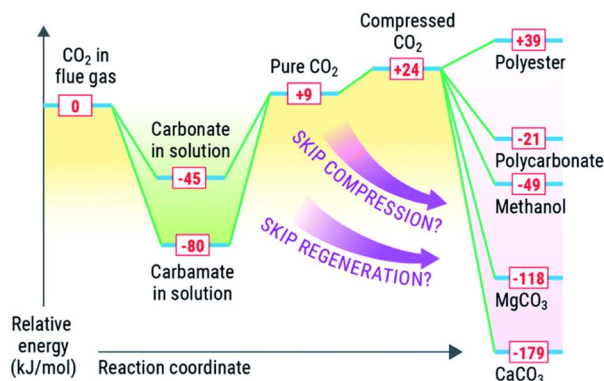 CO₂ in
flue gas
0
Carbonate
in solution
-45
-80
Carbamate
in solution
Pure CO₂
+9
Compressed
CO₂
+24
+39
Polyester
-21
Polycarbonate
-49
Methanol
-118
MgCO₃
-179
CaCO₃
SKIP COMPRESSION?
SKIP REGENERATION?
Relative
energy
(kJ/mol)
Reaction coordinate